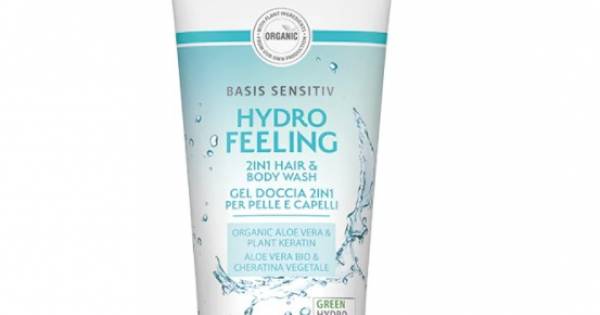 ORGANIC
BASIS SENSITIV
HYDRO
FEELING
2IN1 HAIR &
BODY WASH
GEL DOCCIA 2IN1
PER PELLE E CAPELLI
ORGANIC ALOE VERA &
PLANT KERATIN
ALOE VERA BIO &
CHERATINA VEGETALE
GREEN
HYDRO